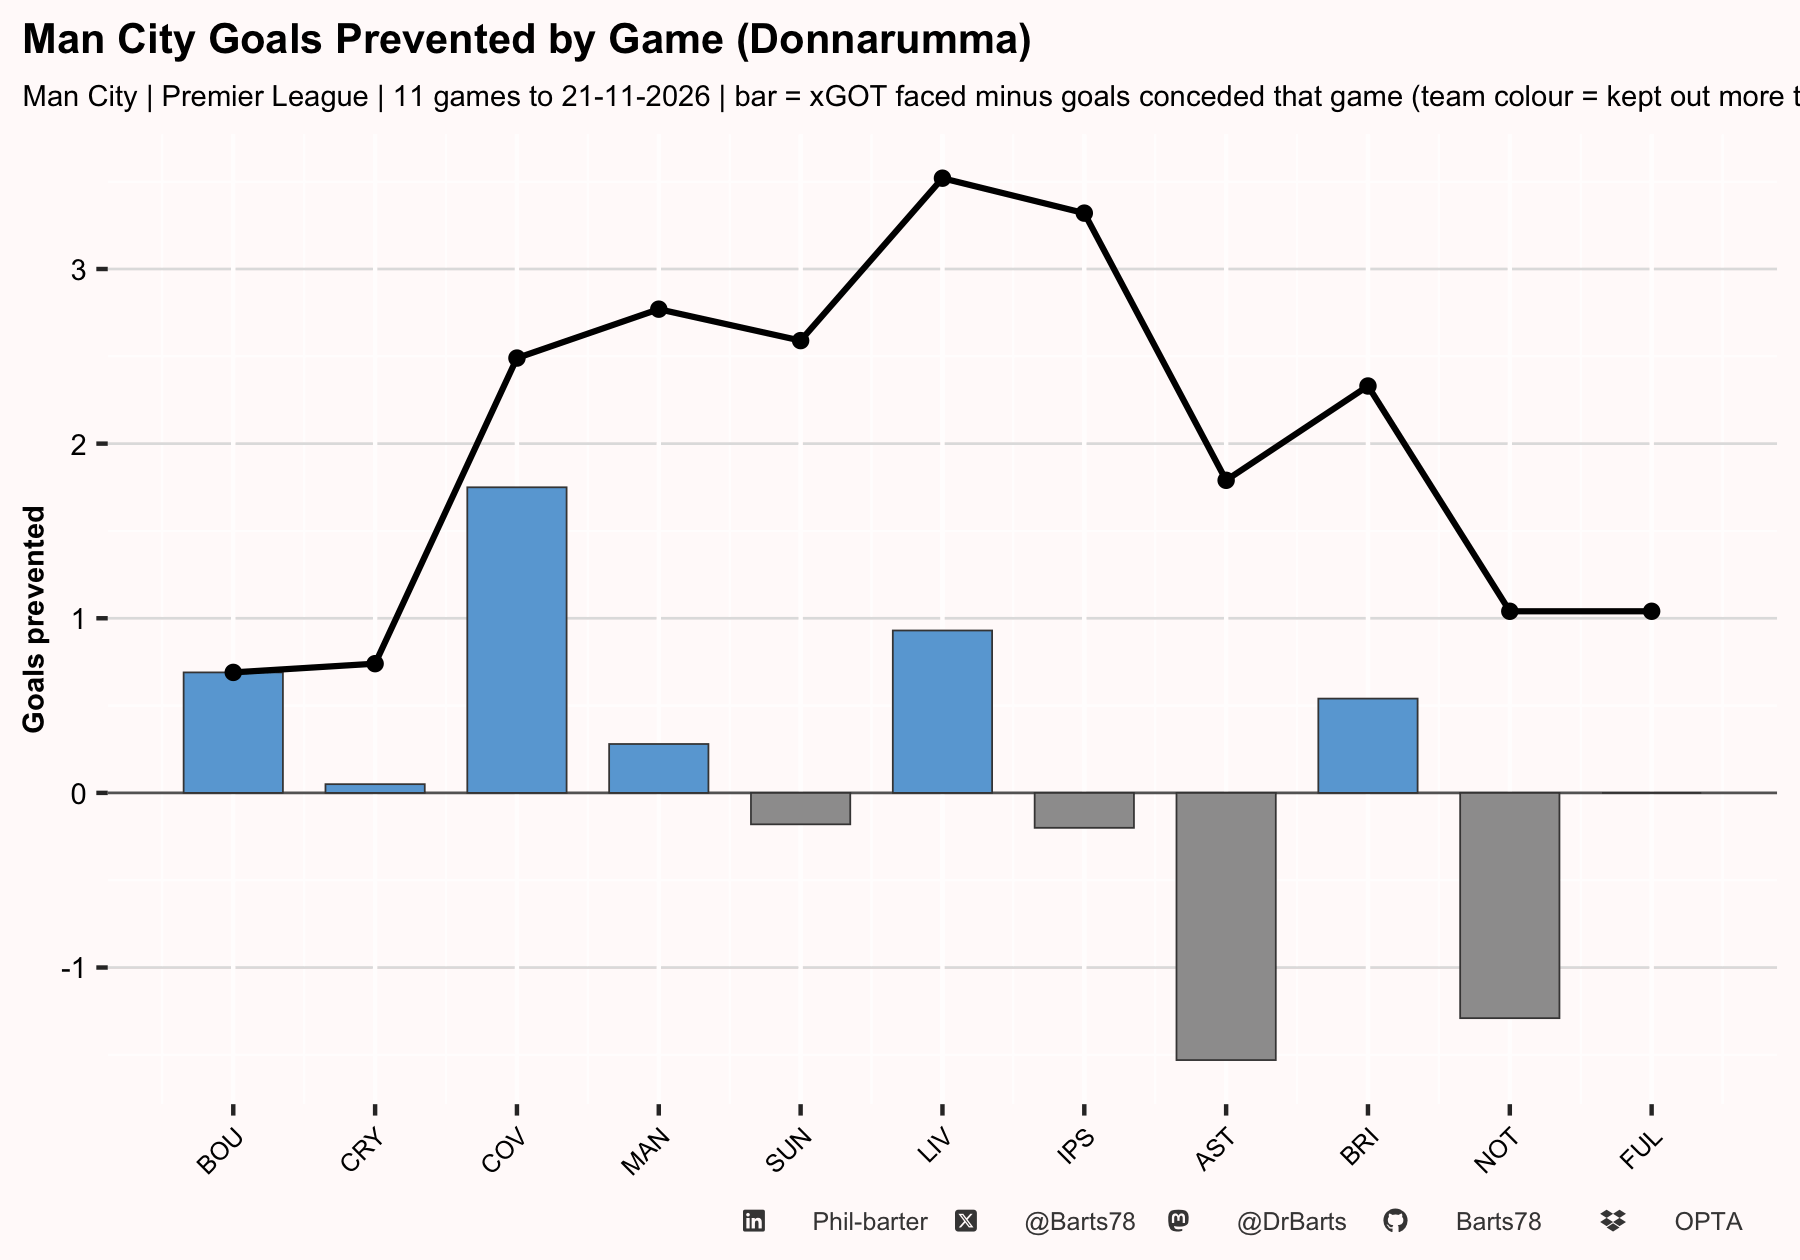 Man City Goals Prevented by Game (Donnarumma)
Man City | Premier League | 11 games to 21-11-2026 | bar = xGOT faced minus goals conceded that game (team colour = kept out more t
Goals prevented
3
2
1
0
-1
BOU
CRY
COV
MAN
SUN
LIV
IPS
AST
BRI
NOT
FUL
Phil-barter @Barts78 @DrBarts Barts78 OPTA